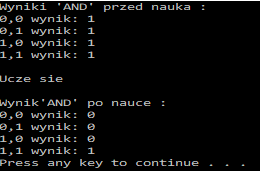 Wyniki 'AND' przed nauka :
0,0 wynik: 1
0,1 wynik: 1
1,0 wynik: 1
1,1 wynik: 1
Ucze sie
Wynik'AND' po nauce :
0,0 wynik: 0
0,1 wynik: 0
1,0 wynik: 0
1,1 wynik: 1
Press any key to continue . . .